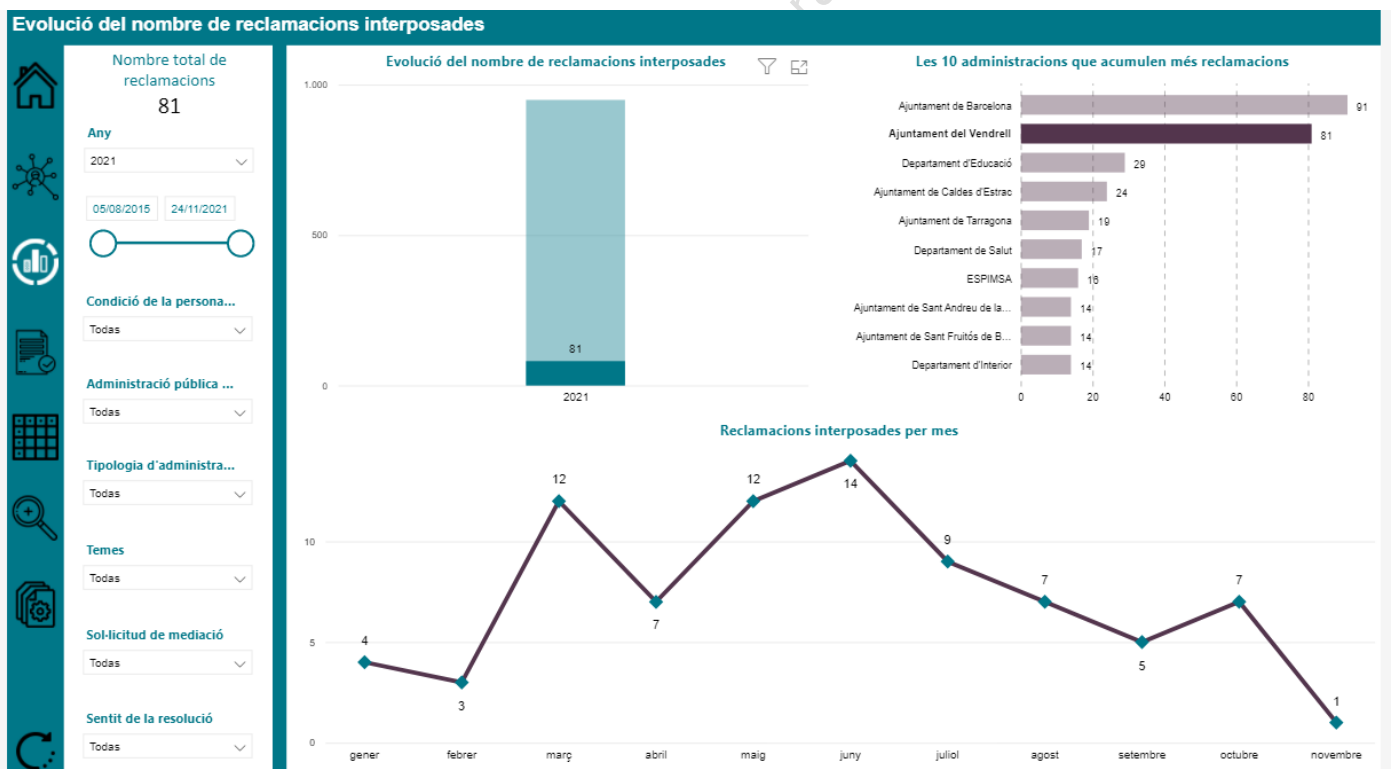 Evolució del nombre de reclamacions interposades
Nombre total de
reclamacions
81
Any
2021
05/08/2015
24/11/2021
Condició de la persona...
Todas
Administració pública ...
Todas
Tipologia d'administra...
Todas
Temes
Todas
Sol·licitud de mediació
Todas
Sentit de la resolució
Todas
Evolució del nombre de reclamacions interposades
1.000
500
0
81
2021
Les 10 administracions que acumulen més reclamacions
Ajuntament de Barcelona 91
Ajuntament del Vendrell 81
Departament d'Educació 29
Ajuntament de Caldes d'Estrac 24
Ajuntament de Tarragona 19
Departament de Salut 17
ESPIMSA 16
Ajuntament de Sant Andreu de la... 14
Ajuntament de Sant Fruitós de B... 14
Departament d'Interior 14
0 20 40 60 80
Reclamacions interposades per mes
10
5
0
4
3
12
7
12
14
9
7
5
7
1
gener febrer març abril maig juny juliol agost setembre octubre novembre